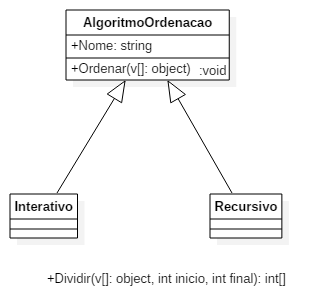 AlgoritmoOrdenacao
+Nome: string
+Ordenar(v[]: object) :void
Interativo Recursivo
+Dividir(v[]: object, int inicio, int final): int[]